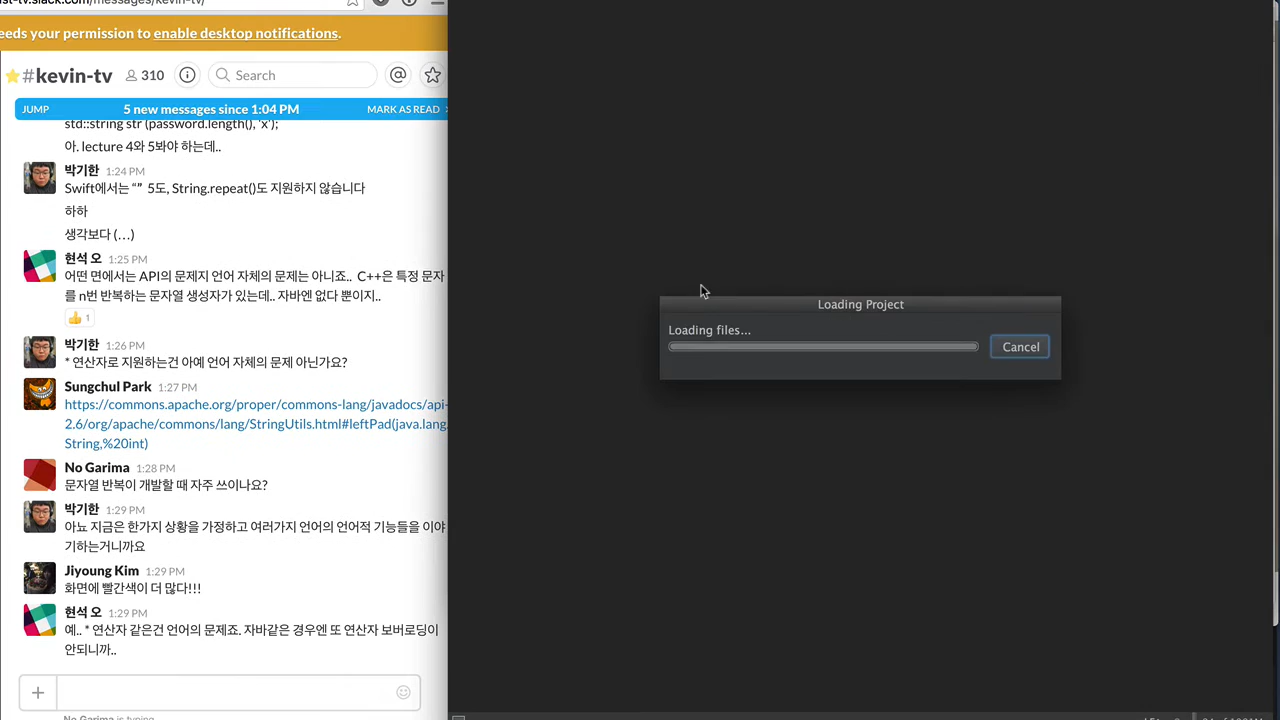 st-tv.slack.com/messages/kevin-tv/
eeds your permission to enable desktop notifications.
#kevin-tv 310 Search
JUMP 5 new messages since 1:04 PM MARK AS READ
std::string str (password.length(), 'x');
아. lecture 4와 5봐야 하는데..
박기한 1:24 PM
Swift에서는 “” 5도, String.repeat()도 지원하지 않습니다
하하
생각보다 (…)
현석 오 1:25 PM
어떤 면에서는 API의 문제지 언어 자체의 문제는 아니죠.. C++은 특정 문자
를 n번 반복하는 문자열 생성자가 있는데.. 자바엔 없다 뿐이지..
1
박기한 1:26 PM
* 연산자로 지원하는건 아예 언어 자체의 문제 아닌가요?
Sungchul Park 1:27 PM
https://commons.apache.org/proper/commons-lang/javadocs/api-
2.6/org/apache/commons/lang/StringUtils.html#leftPad(java.lang.
String,%20int)
No Garima 1:28 PM
문자열 반복이 개발할 때 자주 쓰이나요?
박기한 1:29 PM
아뇨 지금은 한가지 상황을 가정하고 여러가지 언어의 언어적 기능들을 이야
기하는거니까요
Jiyoung Kim 1:29 PM
화면에 빨간색이 더 많다!!!
현석 오 1:29 PM
예.. * 연산자 같은건 언어의 문제죠. 자바같은 경우엔 또 연산자 보버로딩이
안되니까..
No Garima is typing
Loading Project
Loading files...
Cancel